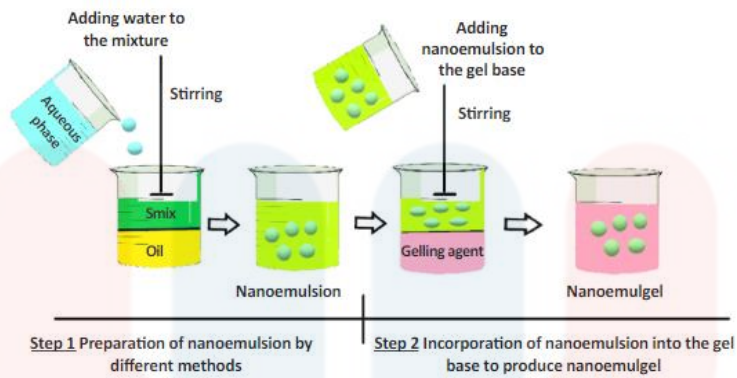 Adding water to
the mixture
Stirring
Aqueous
phase
Smix
Oil
Nanoemulsion
Adding
nanoemulsion to
the gel base
Stirring
Gelling agent
Nanoemulgel
Step 1 Preparation of nanoemulsion by
different methods
Step 2 Incorporation of nanoemulsion into the gel
base to produce nanoemulgel